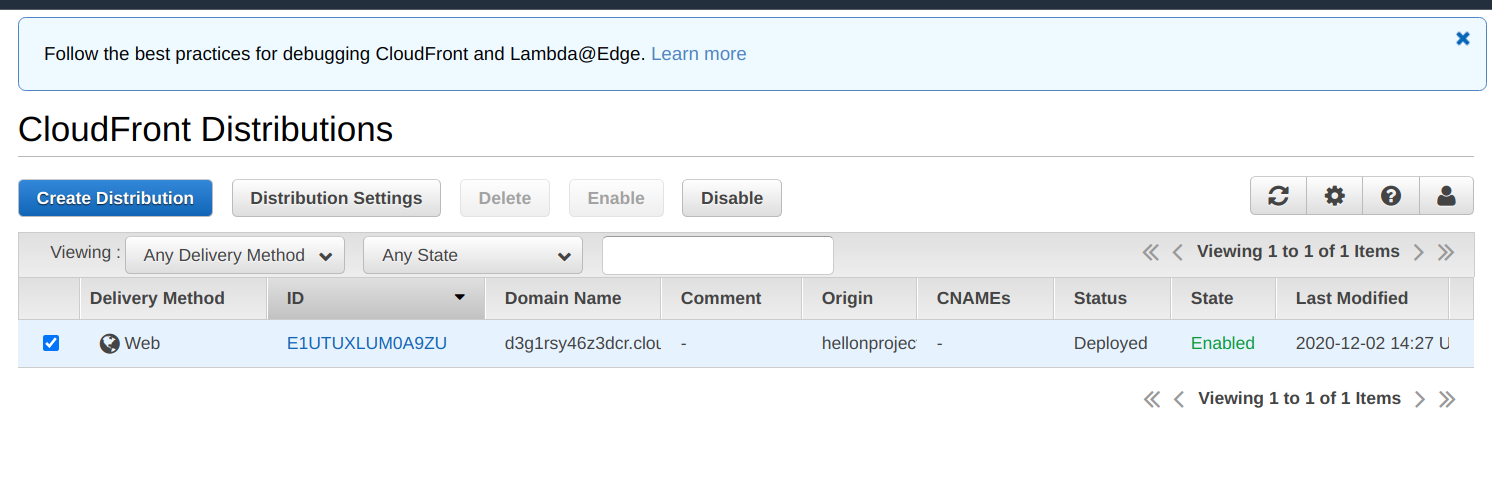 Follow the best practices for debugging CloudFront and Lambda@Edge. Learn more
CloudFront Distributions
Create Distribution Distribution Settings Delete Enable Disable
Viewing : Any Delivery Method Any State Viewing 1 to 1 of 1 Items
Delivery Method ID Domain Name Comment Origin CNAMEs Status State Last Modified
Web E1UTUXLUM0A9ZU d3g1rsy46z3dcr.clou - hellonprojec - Deployed Enabled 2020-12-02 14:27 U
Viewing 1 to 1 of 1 Items